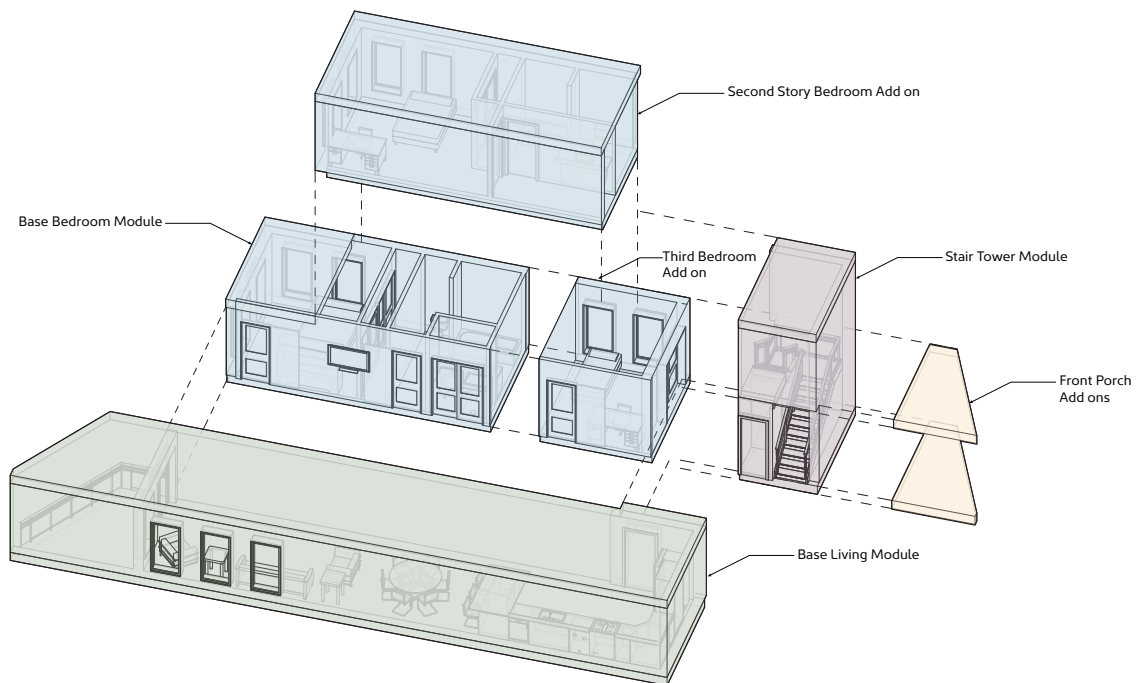 Second Story Bedroom Add on
Base Bedroom Module
Third Bedroom
Add on
Stair Tower Module
Front Porch
Add ons
Base Living Module